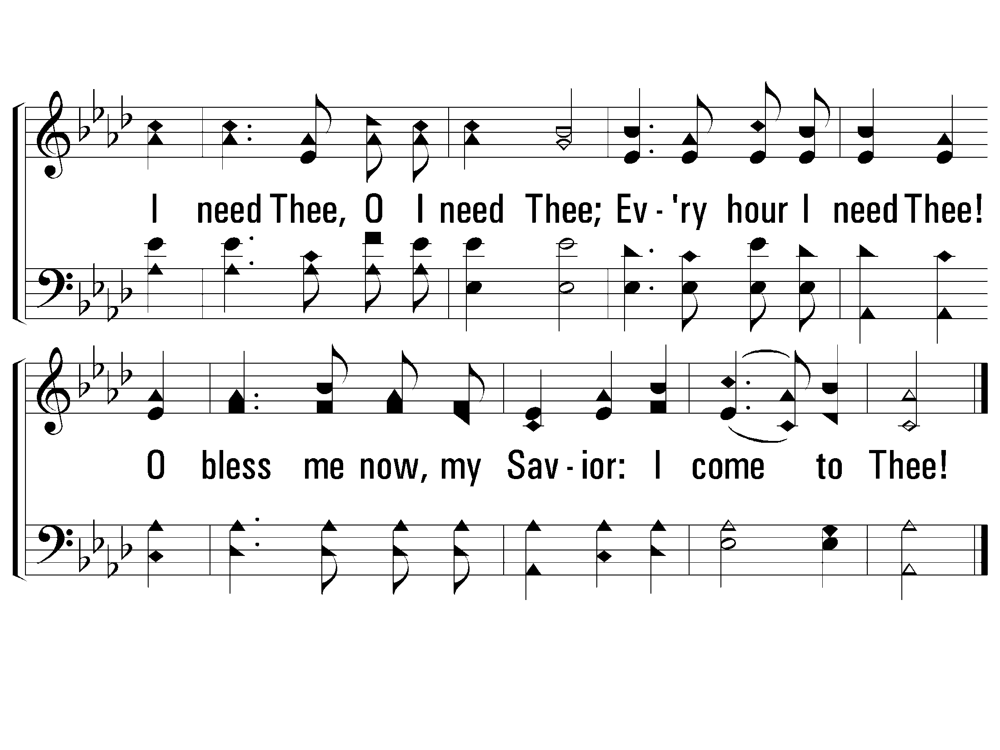 I need Thee, O I need Thee; Ev - 'ry hour I need Thee!
O bless me now, my Sav - ior: I come to Thee!